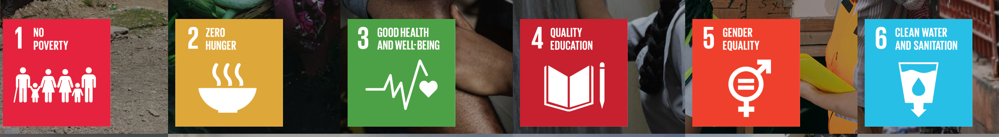 1 NO
POVERTY
2 ZERO
HUNGER
3 GOOD HEALTH
AND WELL-BEING
4 QUALITY
EDUCATION
5 GENDER
EQUALITY
6 CLEAN WATER
AND SANITATION